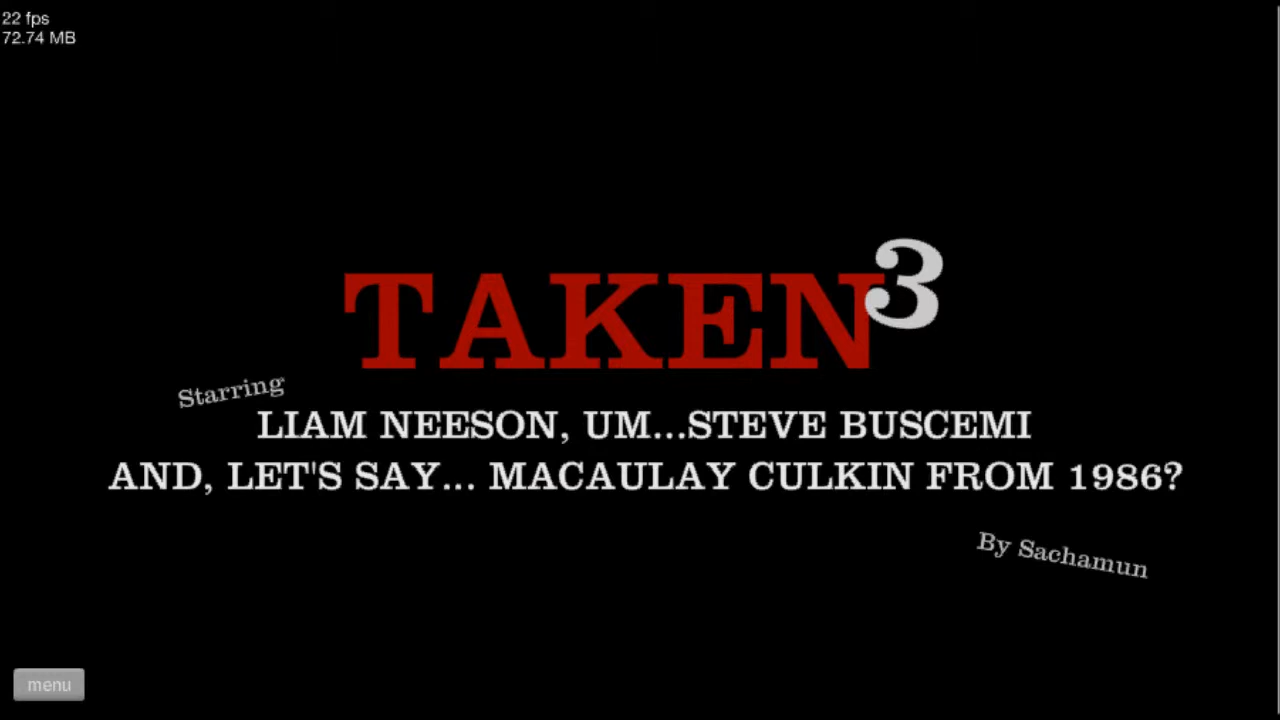 22 fps
72.74 MB
TAKEN3
Starring
LIAM NEESON, UM...STEVE BUSCEMI
AND, LET'S SAY... MACAULAY CULKIN FROM 1986?
By Sachamun
menu